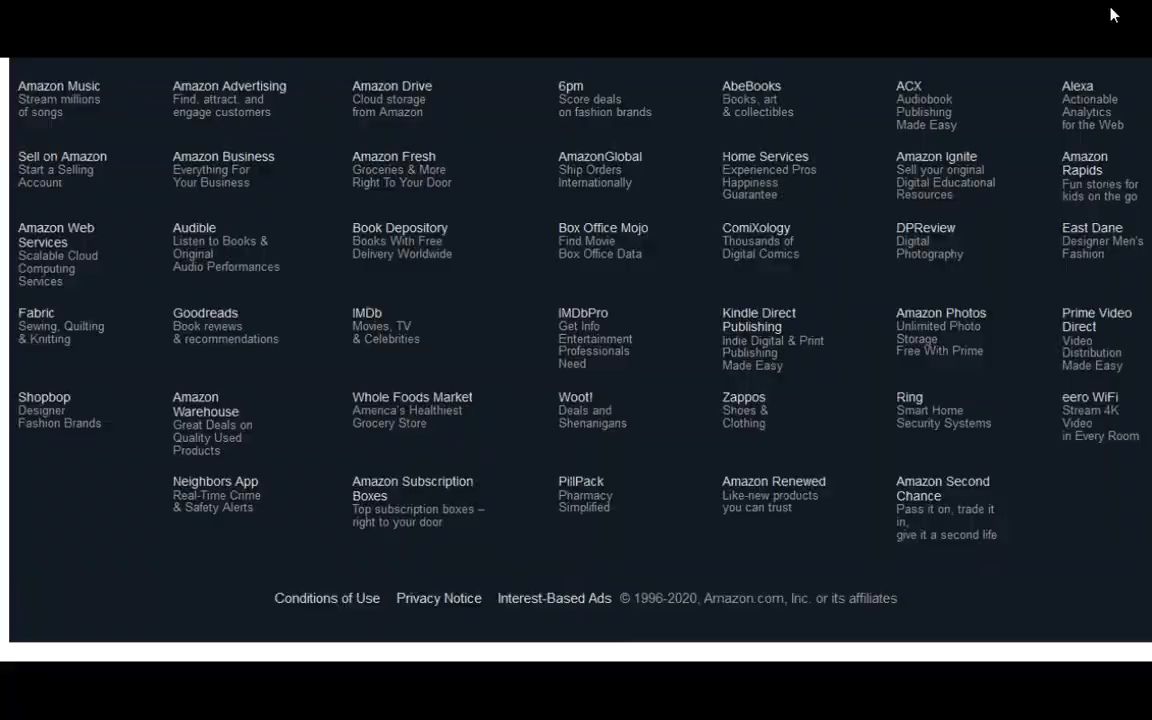 Amazon Music
Stream millions
of songs
Amazon Advertising
Find, attract, and
engage customers
Amazon Drive
Cloud storage
from Amazon
6pm
Score deals
on fashion brands
AbeBooks
Books, art
& collectibles
ACX
Audiobook
Publishing
Made Easy
Alexa
Actionable
Analytics
for the Web
Sell on Amazon
Start a Selling
Account
Amazon Business
Everything For
Your Business
Amazon Fresh
Groceries & More
Right To Your Door
AmazonGlobal
Ship Orders
Internationally
Home Services
Experienced Pros
Happiness
Guarantee
Amazon Ignite
Sell your original
Digital Educational
Resources
Amazon
Rapids
Fun stories for
kids on the go
Amazon Web
Services
Scalable Cloud
Computing
Services
Audible
Listen to Books &
Original
Audio Performances
Book Depository
Books With Free
Delivery Worldwide
Box Office Mojo
Find Movie
Box Office Data
ComiXology
Thousands of
Digital Comics
DPReview
Digital
Photography
East Dane
Designer Men's
Fashion
Fabric
Sewing, Quilting
& Knitting
Goodreads
Book reviews
& recommendations
IMDb
Movies, TV
& Celebrities
IMDbPro
Get Info
Entertainment
Professionals
Need
Kindle Direct
Publishing
Indie Digital & Print
Publishing
Made Easy
Amazon Photos
Unlimited Photo
Storage
Free With Prime
Prime Video
Direct
Video
Distribution
Made Easy
Shopbop
Designer
Fashion Brands
Amazon
Warehouse
Great Deals on
Quality Used
Products
Whole Foods Market
America's Healthiest
Grocery Store
Woot!
Deals and
Shenanigans
Zappos
Shoes &
Clothing
Ring
Smart Home
Security Systems
eero WiFi
Stream 4K
Video
in Every Room
Neighbors App
Real-Time Crime
& Safety Alerts
Amazon Subscription
Boxes
Top subscription boxes –
right to your door
PillPack
Pharmacy
Simplified
Amazon Renewed
Like-new products
you can trust
Amazon Second
Chance
Pass it on, trade it
in,
give it a second life
Conditions of Use Privacy Notice Interest-Based Ads © 1996-2020, Amazon.com, Inc. or its affiliates